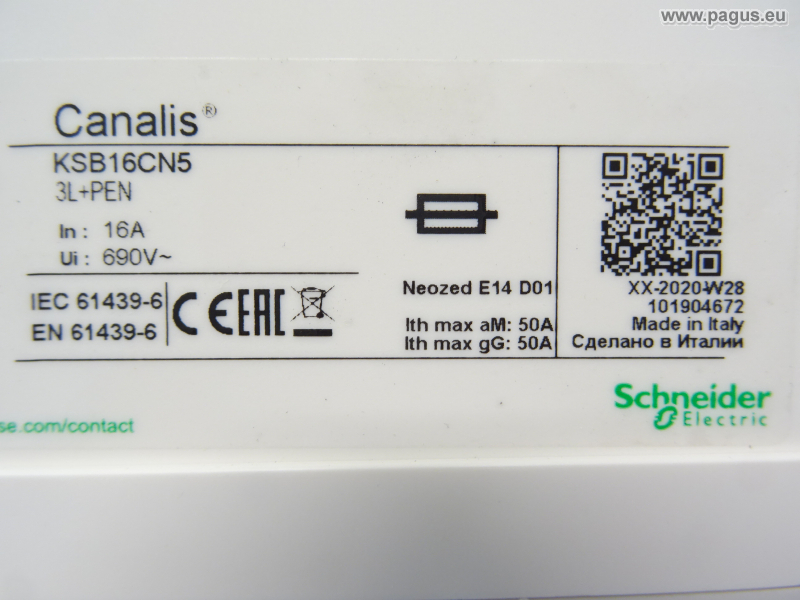 www.pagus.eu
Canalis®
KSB16CN5
3L+PEN
In : 16A
Ui : 690V~
IEC 61439-6
EN 61439-6
CE EAC
Neozed E14 D01
Ith max aM: 50A
Ith max gG: 50A
XX-2020-W28
101904672
Made in Italy
Сделано в Италии
Schneider
Electric
se.com/contact